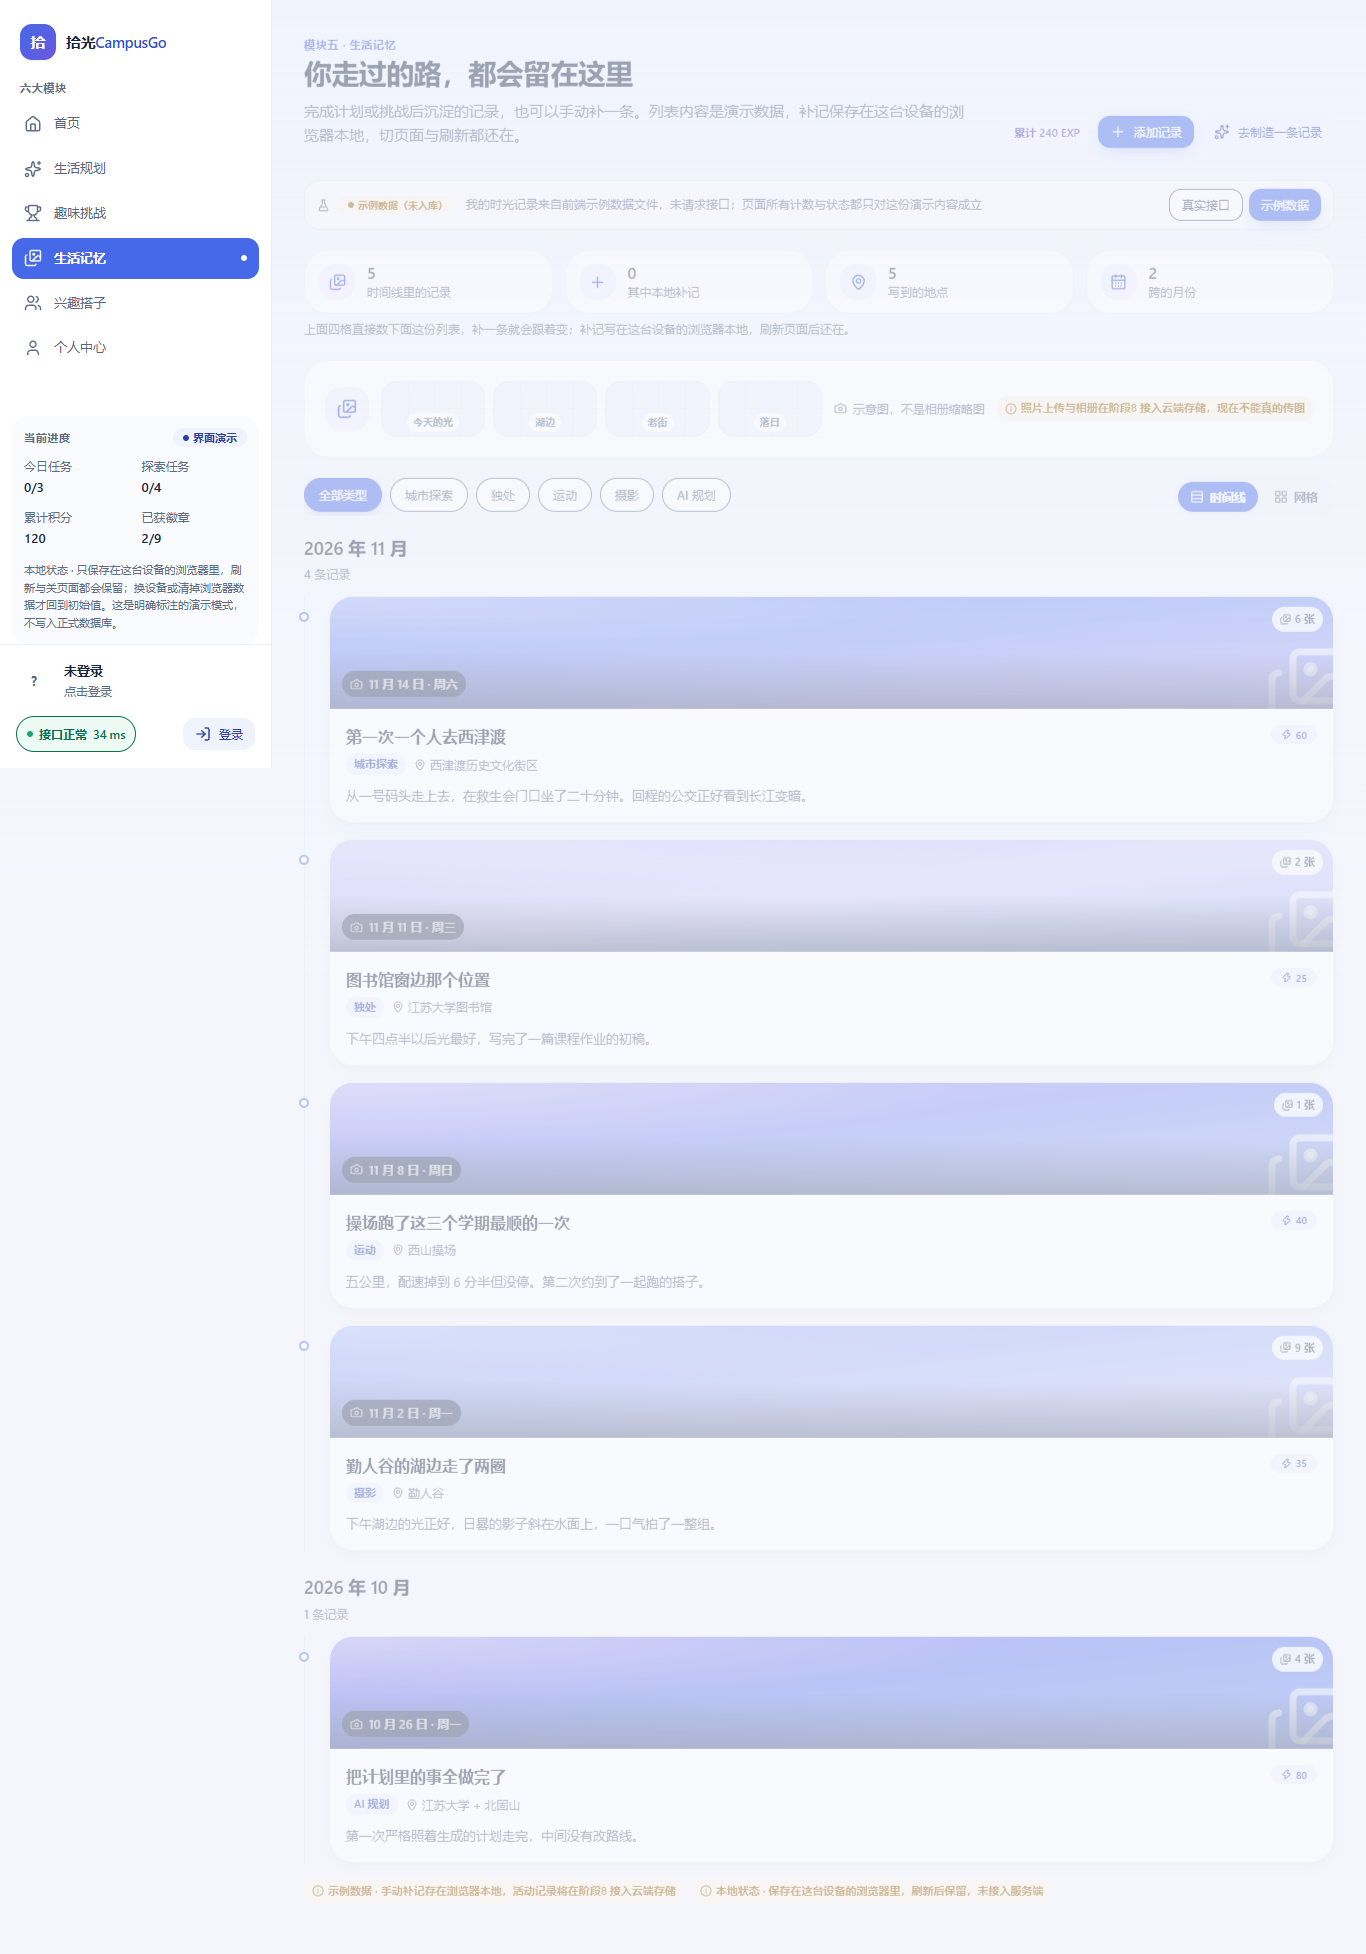 拾 拾光CampusGo
六大模块
首页
生活规划
趣味挑战
生活记忆
兴趣搭子
个人中心
当前进度 界面演示
今日任务 探索任务
0/3 0/4
累计积分 已获徽章
120 2/9
本地状态 · 只保存在这台设备的浏览器里，刷
新与关页面都会保留；换设备或清掉浏览器数
据才回到初始值。这是明确标注的演示模式，
不写入正式数据库。
? 未登录
点击登录
接口正常 34 ms 登录
模块五 · 生活记忆
你走过的路，都会留在这里
完成计划或挑战后沉淀的记录，也可以手动补一条。列表内容是演示数据，补记保存在这台设备的浏
览器本地，切页面与刷新都还在。
累计 240 EXP 添加记录 去制造一条记录
示例数据（未入库） 我的时光记录来自前端示例数据文件，未请求接口；页面所有计数与状态都只对这份演示内容成立 真实接口 示例数据
5 0 5 2
时间线里的记录 其中本地补记 写到的地点 跨的月份
上面四格直接数下面这份列表，补一条就会跟着变；补记写在这台设备的浏览器本地，刷新页面后还在。
今天的光 湖边 老街 落日 示意图，不是相册缩略图 照片上传与相册在阶段8 接入云端存储，现在不能真的传图
全部类型 城市探索 独处 运动 摄影 AI 规划 时间线 网格
2026 年 11 月
4 条记录
6 张
11 月 14 日 · 周六
第一次一个人去西津渡 60
城市探索 西津渡历史文化街区
从一号码头走上去，在救生会门口坐了二十分钟。回程的公交正好看到长江变暗。
2 张
11 月 11 日 · 周三
图书馆窗边那个位置 25
独处 江苏大学图书馆
下午四点半以后光最好，写完了一篇课程作业的初稿。
1 张
11 月 8 日 · 周日
操场跑了这三个学期最顺的一次 40
运动 西山操场
五公里，配速掉到 6 分半但没停。第二次约到了一起跑的搭子。
9 张
11 月 2 日 · 周一
勤人谷的湖边走了两圈 35
摄影 勤人谷
下午湖边的光正好，日晷的影子斜在水面上，一口气拍了一整组。
2026 年 10 月
1 条记录
4 张
10 月 26 日 · 周一
把计划里的事全做完了 80
AI 规划 江苏大学 + 北固山
第一次严格照着生成的计划走完，中间没有改路线。
示例数据 · 手动补记存在浏览器本地，活动记录将在阶段8 接入云端存储 本地状态 · 保存在这台设备的浏览器里，刷新后保留，未接入服务端